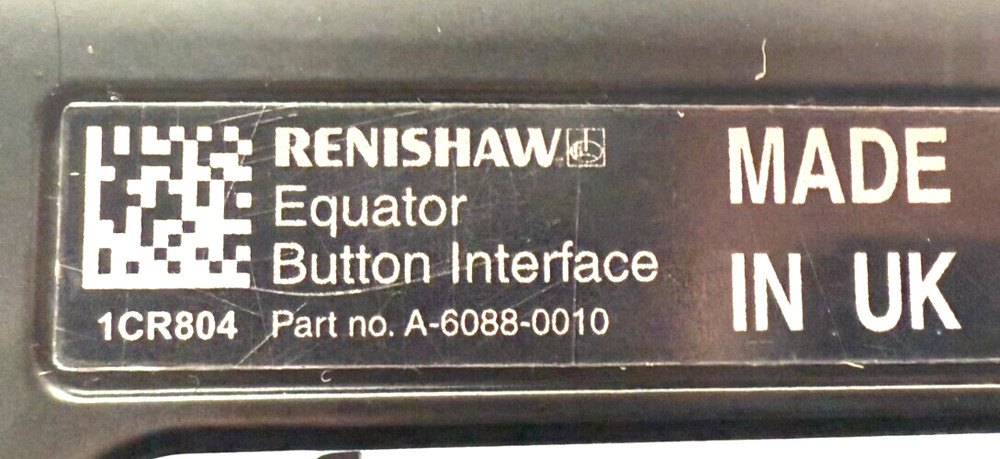 RENISHAW
Equator
Button Interface
1CR804
Part no. A-6088-0010
MADE
IN UK